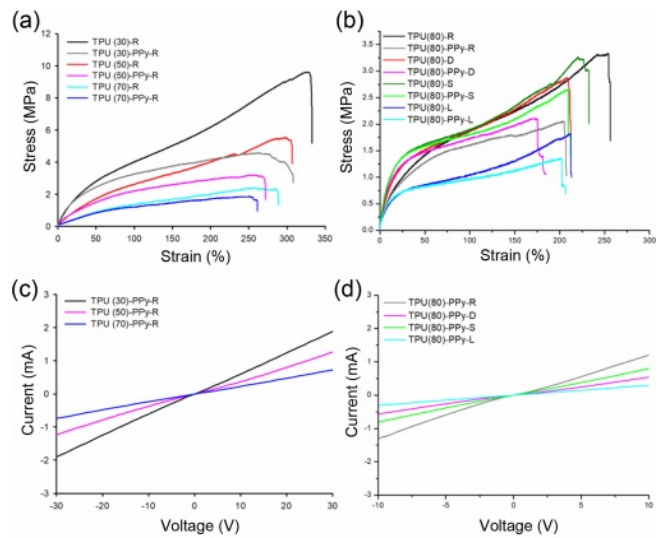 (a)
TPU (30)-R
TPU (30)-PPy-R
TPU (50)-R
TPU (50)-PPy-R
TPU (70)-R
TPU (70)-PPy-R
Stress (MPa)
12
10
8
6
4
2
0
0 50 100 150 200 250 300 350
Strain (%)
(b)
TPU(80)-R
TPU(80)-PPy-R
TPU(80)-D
TPU(80)-PPy-D
TPU(80)-S
TPU(80)-PPy-S
TPU(80)-L
TPU(80)-PPy-L
Stress (MPa)
3.5
3.0
2.5
2.0
1.5
1.0
0.5
0.0
0 50 100 150 200 250 300
Strain (%)
(c)
TPU (30)-PPy-R
TPU (50)-PPy-R
TPU (70)-PPy-R
Current (mA)
3
2
1
0
-1
-2
-3
-30 -20 -10 0 10 20 30
Voltage (V)
(d)
TPU(80)-PPy-R
TPU(80)-PPy-D
TPU(80)-PPy-S
TPU(80)-PPy-L
Current (mA)
3
2
1
0
-1
-2
-3
-10 -5 0 5 10
Voltage (V)